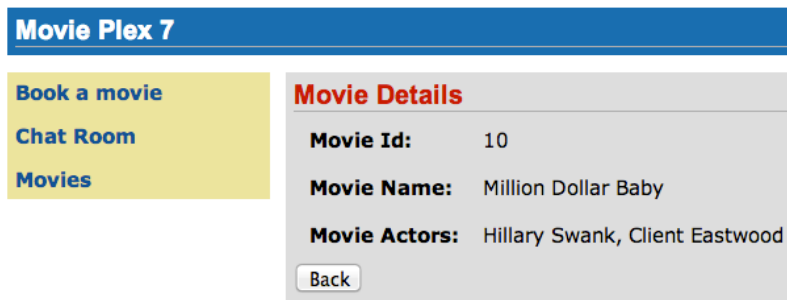 Movie Plex 7
Book a movie
Chat Room
Movies
Movie Details
Movie Id: 10
Movie Name: Million Dollar Baby
Movie Actors: Hillary Swank, Client Eastwood
Back